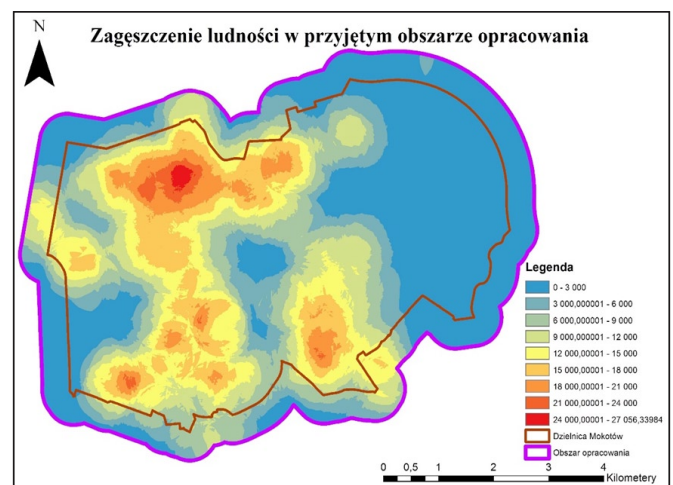 N
Zagęszczenie ludności w przyjętym obszarze opracowania
Legenda
0 - 3 000
3 000,000001 - 6 000
6 000,000001 - 9 000
9 000,000001 - 12 000
12 000,00001 - 15 000
15 000,00001 - 18 000
18 000,00001 - 21 000
21 000,00001 - 24 000
24 000,00001 - 27 056,33984
Dzielnica Mokotów
Obszar opracowania
0 0,5 1 2 3 4
Kilometery